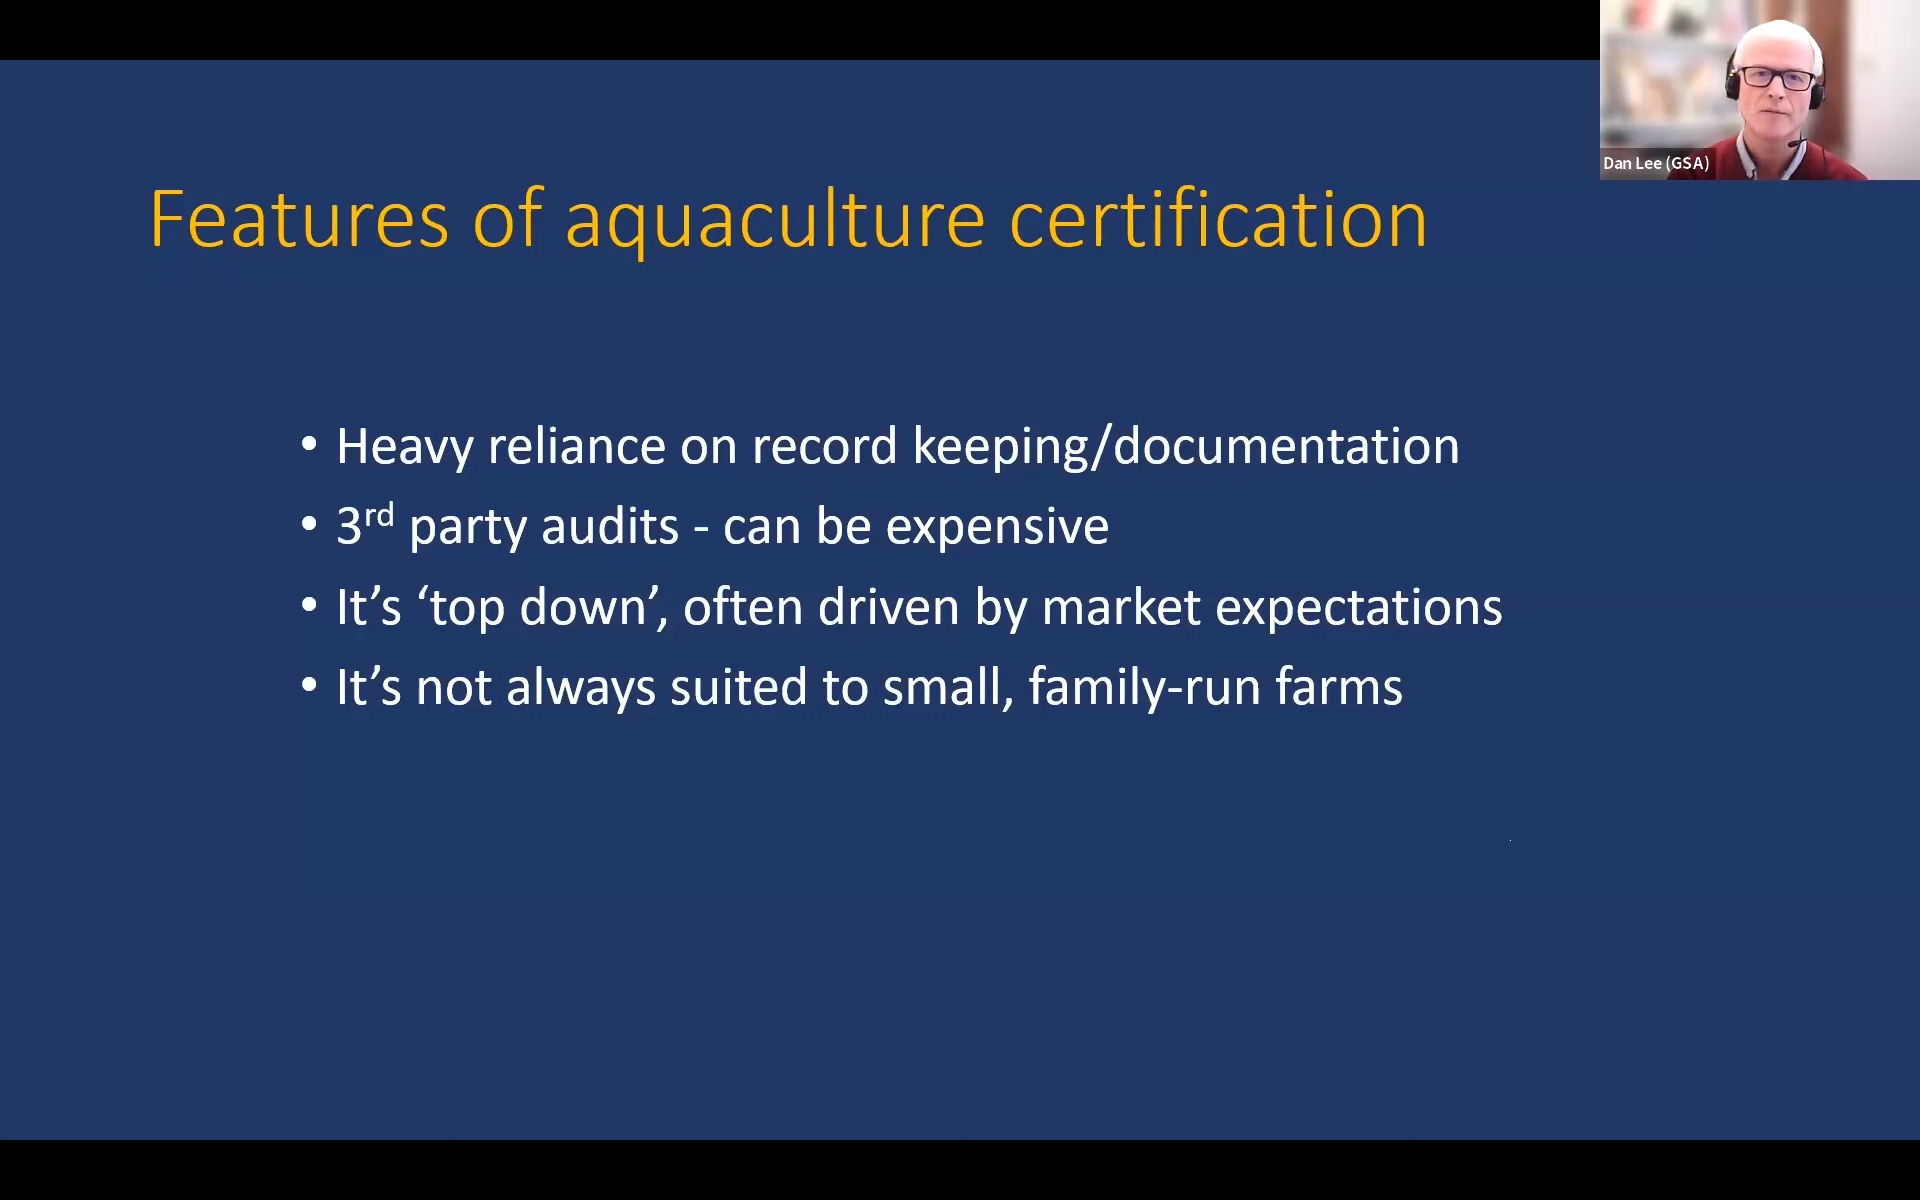 Dan Lee (GSA)
Features of aquaculture certification
• Heavy reliance on record keeping/documentation
• 3rd party audits - can be expensive
• It’s ‘top down’, often driven by market expectations
• It’s not always suited to small, family-run farms